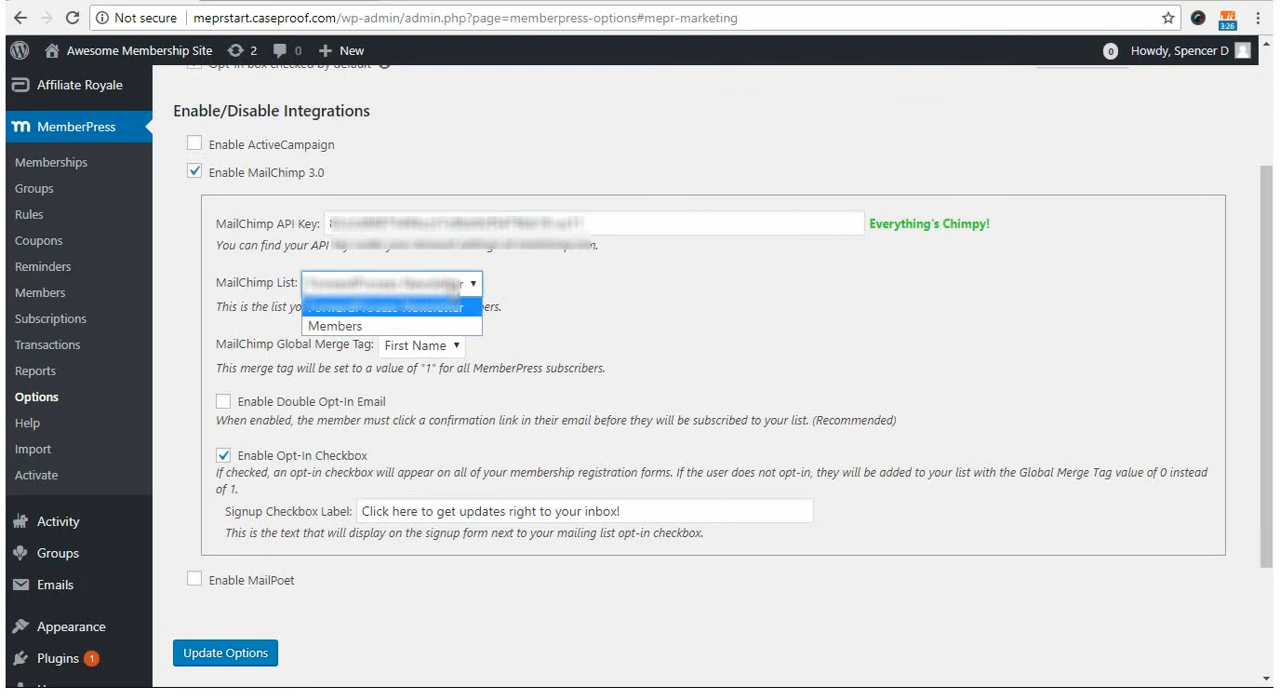 Not secure | meprstart.caseproof.com/wp-admin/admin.php?page=memberpress-options#mepr-marketing
3:26
Awesome Membership Site 2 0 + New 0 Howdy, Spencer D
Opt-in box checked by default
Affiliate Royale
MemberPress
Memberships
Groups
Rules
Coupons
Reminders
Members
Subscriptions
Transactions
Reports
Options
Help
Import
Activate
Activity
Groups
Emails
Appearance
Plugins 1
Enable/Disable Integrations
Enable ActiveCampaign
Enable MailChimp 3.0
MailChimp API Key: Everything's Chimpy!
You can find your API
MailChimp List:
This is the list
Members
MailChimp Global Merge Tag: First Name
This merge tag will be set to a value of "1" for all MemberPress subscribers.
Enable Double Opt-In Email
When enabled, the member must click a confirmation link in their email before they will be subscribed to your list. (Recommended)
Enable Opt-In Checkbox
If checked, an opt-in checkbox will appear on all of your membership registration forms. If the user does not opt-in, they will be added to your list with the Global Merge Tag value of 0 instead
of 1.
Signup Checkbox Label: Click here to get updates right to your inbox!
This is the text that will display on the signup form next to your mailing list opt-in checkbox.
Enable MailPoet
Update Options